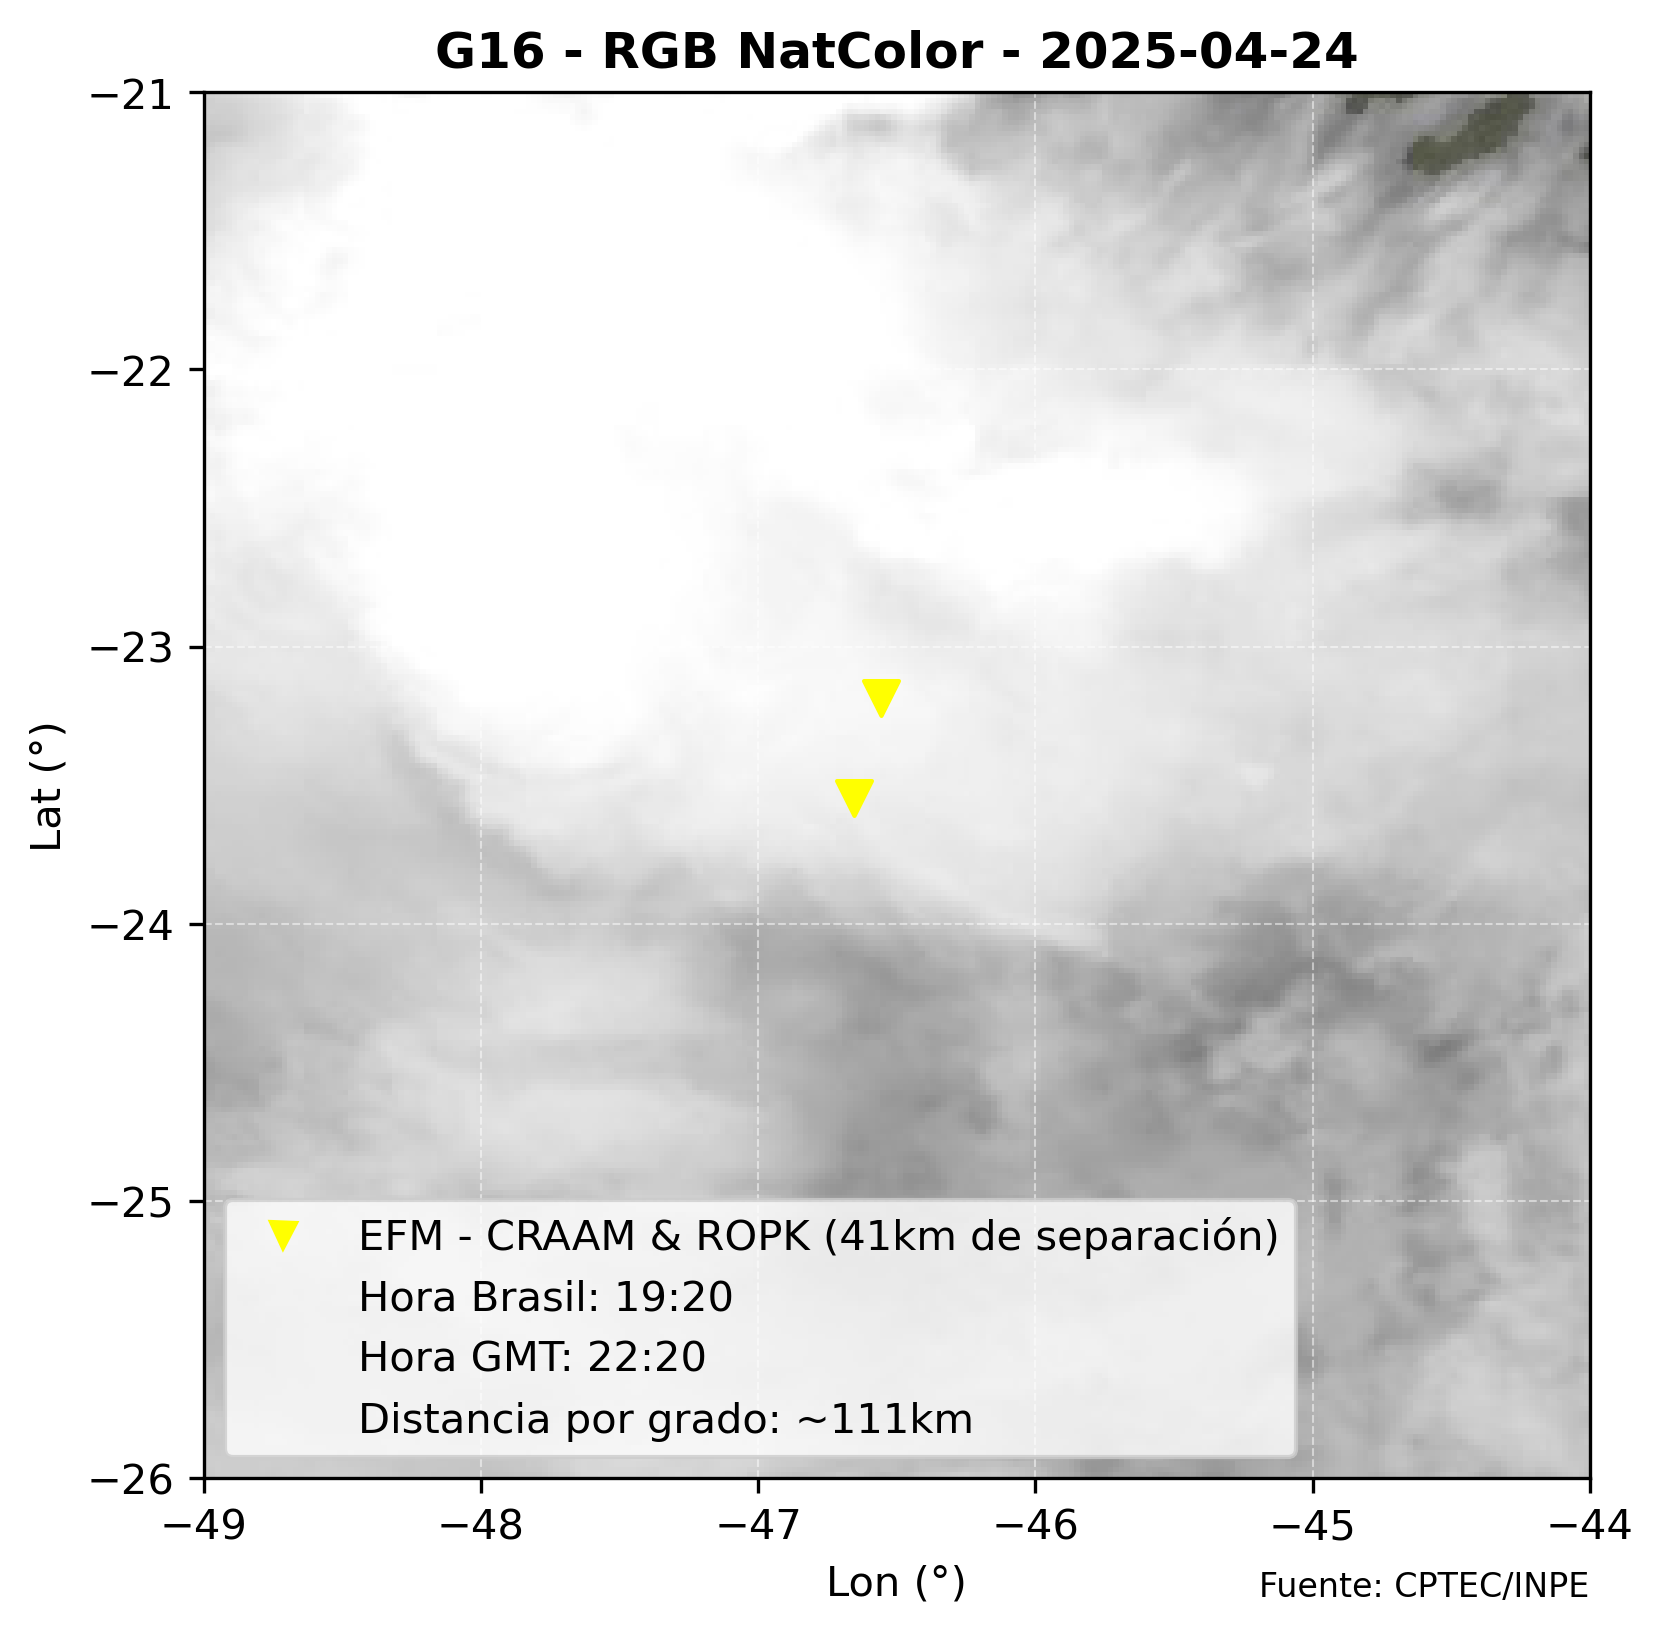 G16 - RGB NatColor - 2025-04-24
−21
−22
−23
−24
−25
−26
Lat (°)
EFM - CRAAM & ROPK (41km de separación)
Hora Brasil: 19:20
Hora GMT: 22:20
Distancia por grado: ~111km
−49
−48
−47
−46
−45
−44
Lon (°)
Fuente: CPTEC/INPE